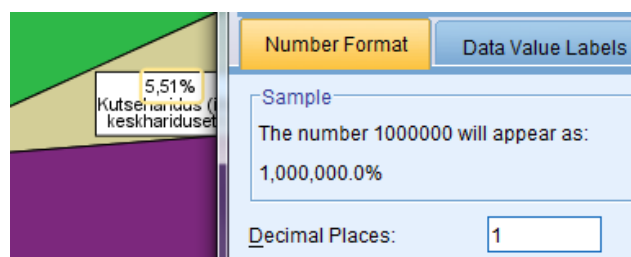 5,51%
Kutseharidus (i
keskhariduset
Number Format
Data Value Labels
Sample
The number 1000000 will appear as:
1,000,000.0%
Decimal Places:
1